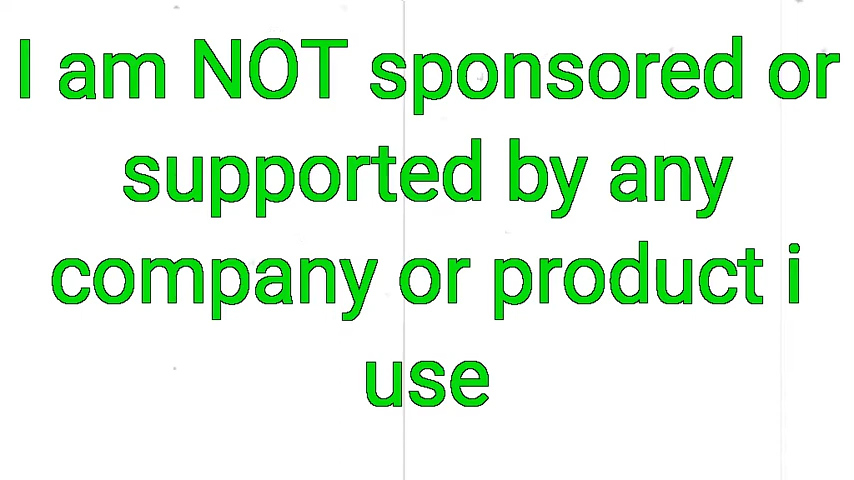 I am NOT sponsored or
supported by any
company or product i
use